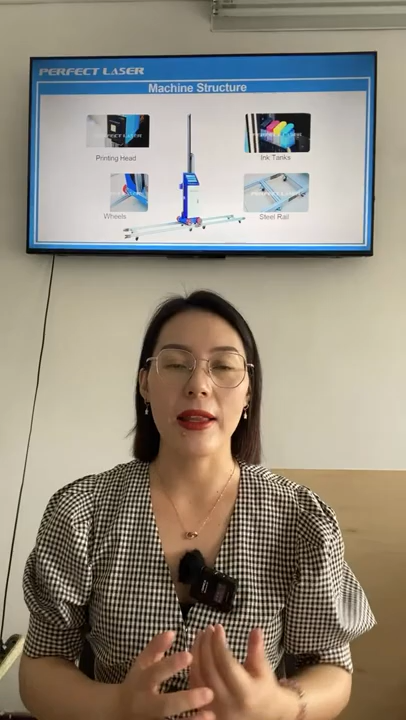 PERFECT LASER
Machine Structure
Printing Head
Ink Tanks
Wheels
Steel Rail